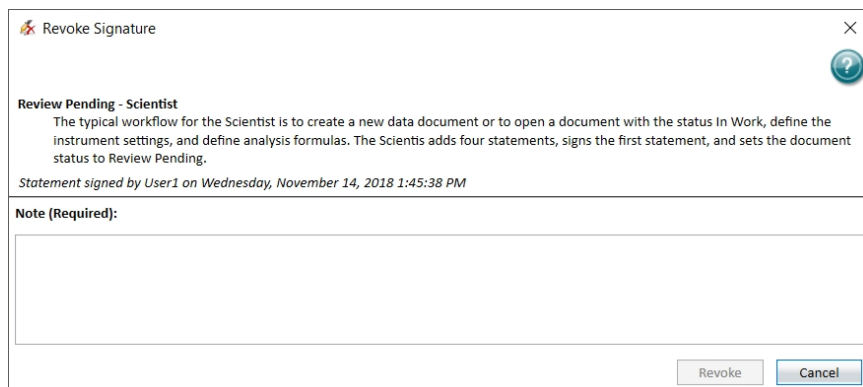 Revoke Signature
?
Review Pending - Scientist
The typical workflow for the Scientist is to create a new data document or to open a document with the status In Work, define the
instrument settings, and define analysis formulas. The Scientis adds four statements, signs the first statement, and sets the document
status to Review Pending.
Statement signed by User1 on Wednesday, November 14, 2018 1:45:38 PM
Note (Required):
Revoke Cancel